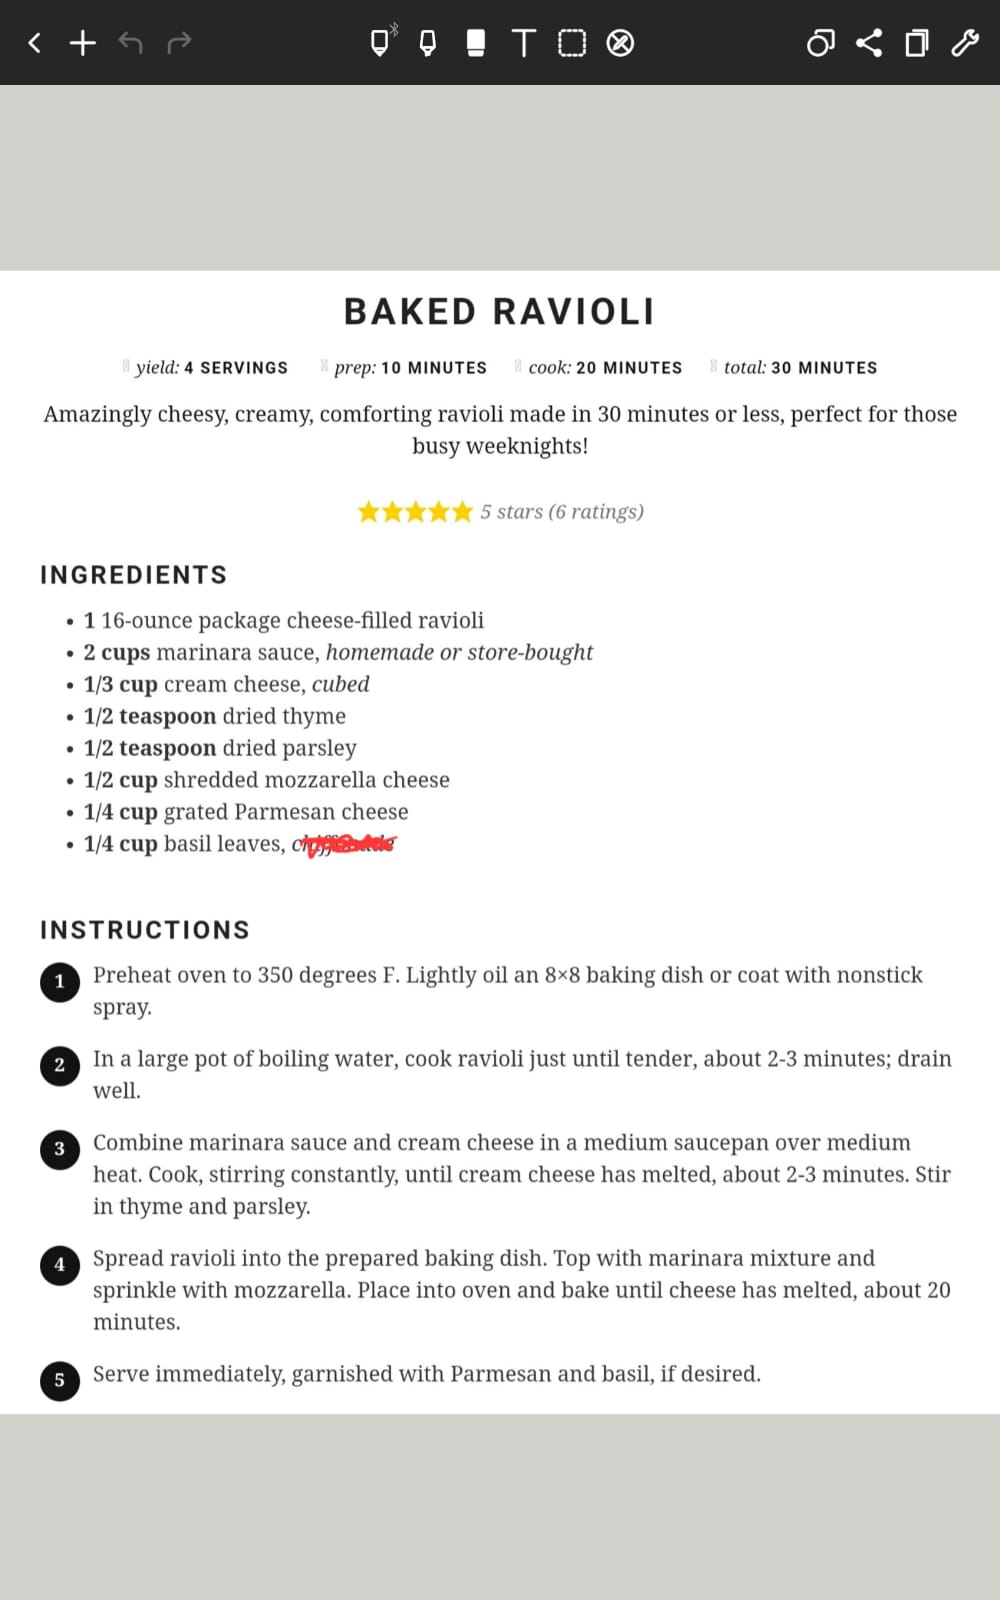 BAKED RAVIOLI
yield: 4 SERVINGS prep: 10 MINUTES cook: 20 MINUTES total: 30 MINUTES
Amazingly cheesy, creamy, comforting ravioli made in 30 minutes or less, perfect for those
busy weeknights!
5 stars (6 ratings)
INGREDIENTS
• 1 16-ounce package cheese-filled ravioli
• 2 cups marinara sauce, homemade or store-bought
• 1/3 cup cream cheese, cubed
• 1/2 teaspoon dried thyme
• 1/2 teaspoon dried parsley
• 1/2 cup shredded mozzarella cheese
• 1/4 cup grated Parmesan cheese
• 1/4 cup basil leaves,
INSTRUCTIONS
1 Preheat oven to 350 degrees F. Lightly oil an 8×8 baking dish or coat with nonstick
spray.
2 In a large pot of boiling water, cook ravioli just until tender, about 2-3 minutes; drain
well.
3 Combine marinara sauce and cream cheese in a medium saucepan over medium
heat. Cook, stirring constantly, until cream cheese has melted, about 2-3 minutes. Stir
in thyme and parsley.
4 Spread ravioli into the prepared baking dish. Top with marinara mixture and
sprinkle with mozzarella. Place into oven and bake until cheese has melted, about 20
minutes.
5 Serve immediately, garnished with Parmesan and basil, if desired.